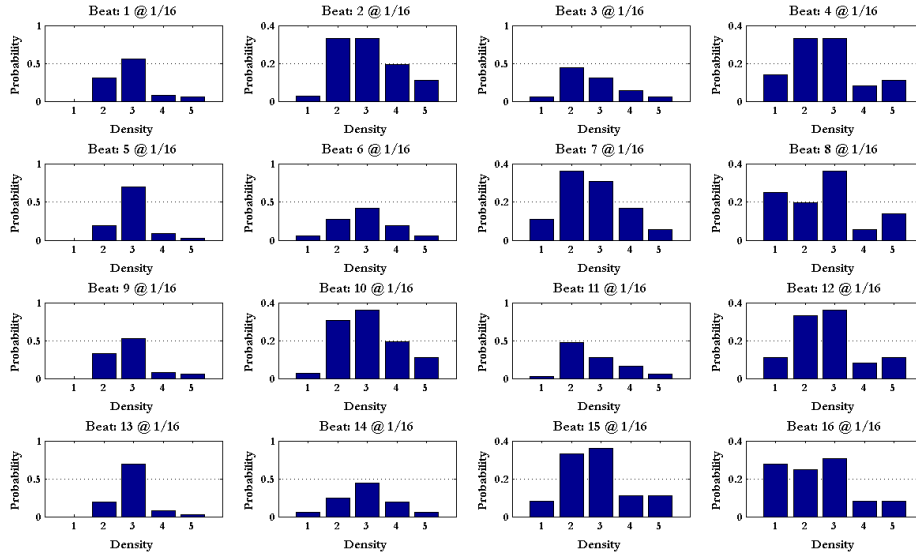 Beat: 1 @ 1/16
Beat: 2 @ 1/16
Beat: 3 @ 1/16
Beat: 4 @ 1/16
Probability
1
0.5
0
1 2 3 4 5
Density
Probability
0.4
0.2
0
1 2 3 4 5
Density
Probability
1
0.5
0
1 2 3 4 5
Density
Probability
0.4
0.2
0
1 2 3 4 5
Density
Beat: 5 @ 1/16
Beat: 6 @ 1/16
Beat: 7 @ 1/16
Beat: 8 @ 1/16
Probability
1
0.5
0
1 2 3 4 5
Density
Probability
1
0.5
0
1 2 3 4 5
Density
Probability
0.4
0.2
0
1 2 3 4 5
Density
Probability
0.4
0.2
0
1 2 3 4 5
Density
Beat: 9 @ 1/16
Beat: 10 @ 1/16
Beat: 11 @ 1/16
Beat: 12 @ 1/16
Probability
1
0.5
0
1 2 3 4 5
Density
Probability
0.4
0.2
0
1 2 3 4 5
Density
Probability
1
0.5
0
1 2 3 4 5
Density
Probability
0.4
0.2
0
1 2 3 4 5
Density
Beat: 13 @ 1/16
Beat: 14 @ 1/16
Beat: 15 @ 1/16
Beat: 16 @ 1/16
Probability
1
0.5
0
1 2 3 4 5
Density
Probability
1
0.5
0
1 2 3 4 5
Density
Probability
0.4
0.2
0
1 2 3 4 5
Density
Probability
0.4
0.2
0
1 2 3 4 5
Density